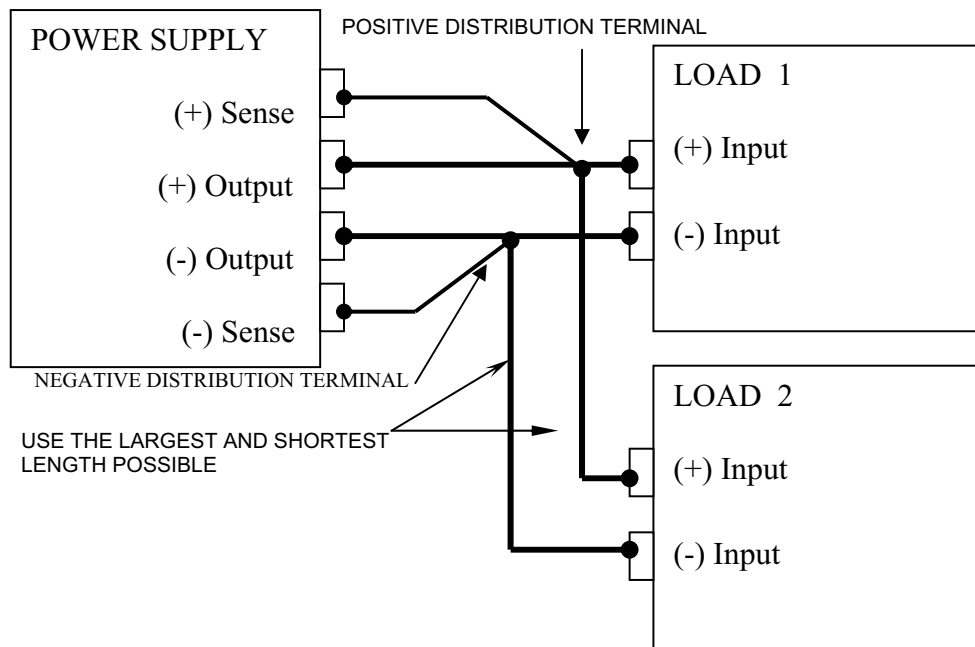 POWER SUPPLY
(+) Sense
(+) Output
(-) Output
(-) Sense
POSITIVE DISTRIBUTION TERMINAL
LOAD 1
(+) Input
(-) Input
NEGATIVE DISTRIBUTION TERMINAL
USE THE LARGEST AND SHORTEST
LENGTH POSSIBLE
LOAD 2
(+) Input
(-) Input